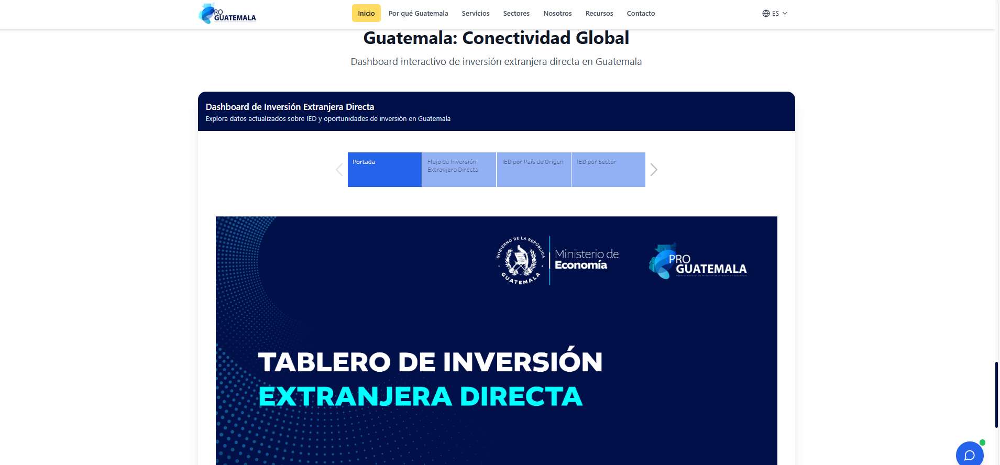 PRO
GUATEMALA
Inicio
Por qué Guatemala
Servicios
Sectores
Nosotros
Recursos
Contacto
ES
Guatemala: Conectividad Global
Dashboard interactivo de inversión extranjera directa en Guatemala
Dashboard de Inversión Extranjera Directa
Explora datos actualizados sobre IED y oportunidades de inversión en Guatemala
Portada
Flujo de Inversión
Extranjera Directa
IED por País de Origen
IED por Sector
GOBIERNO DE LA REPÚBLICA
GUATEMALA
Ministerio de
Economía
PRO
GUATEMALA
TABLERO DE INVERSIÓN
EXTRANJERA DIRECTA